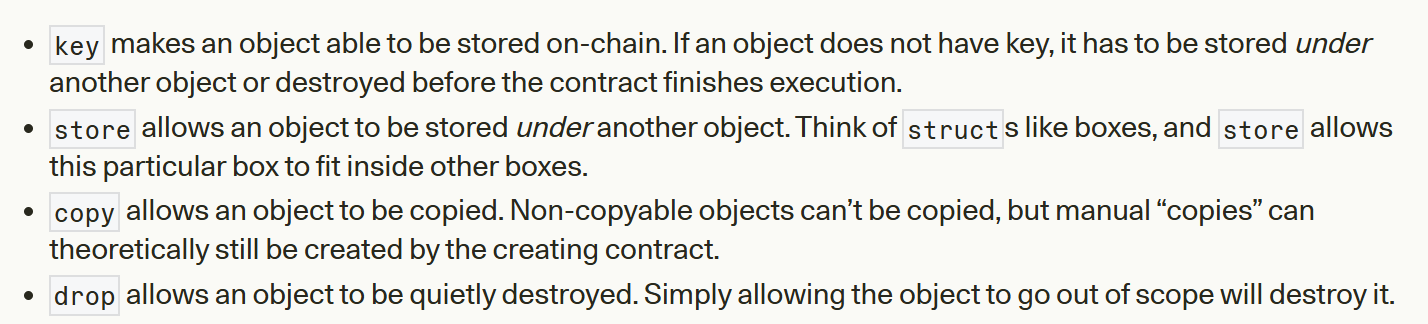 • key makes an object able to be stored on-chain. If an object does not have key, it has to be stored under
another object or destroyed before the contract finishes execution.
• store allows an object to be stored under another object. Think of structs like boxes, and store allows
this particular box to fit inside other boxes.
• copy allows an object to be copied. Non-copyable objects can’t be copied, but manual “copies” can
theoretically still be created by the creating contract.
• drop allows an object to be quietly destroyed. Simply allowing the object to go out of scope will destroy it.